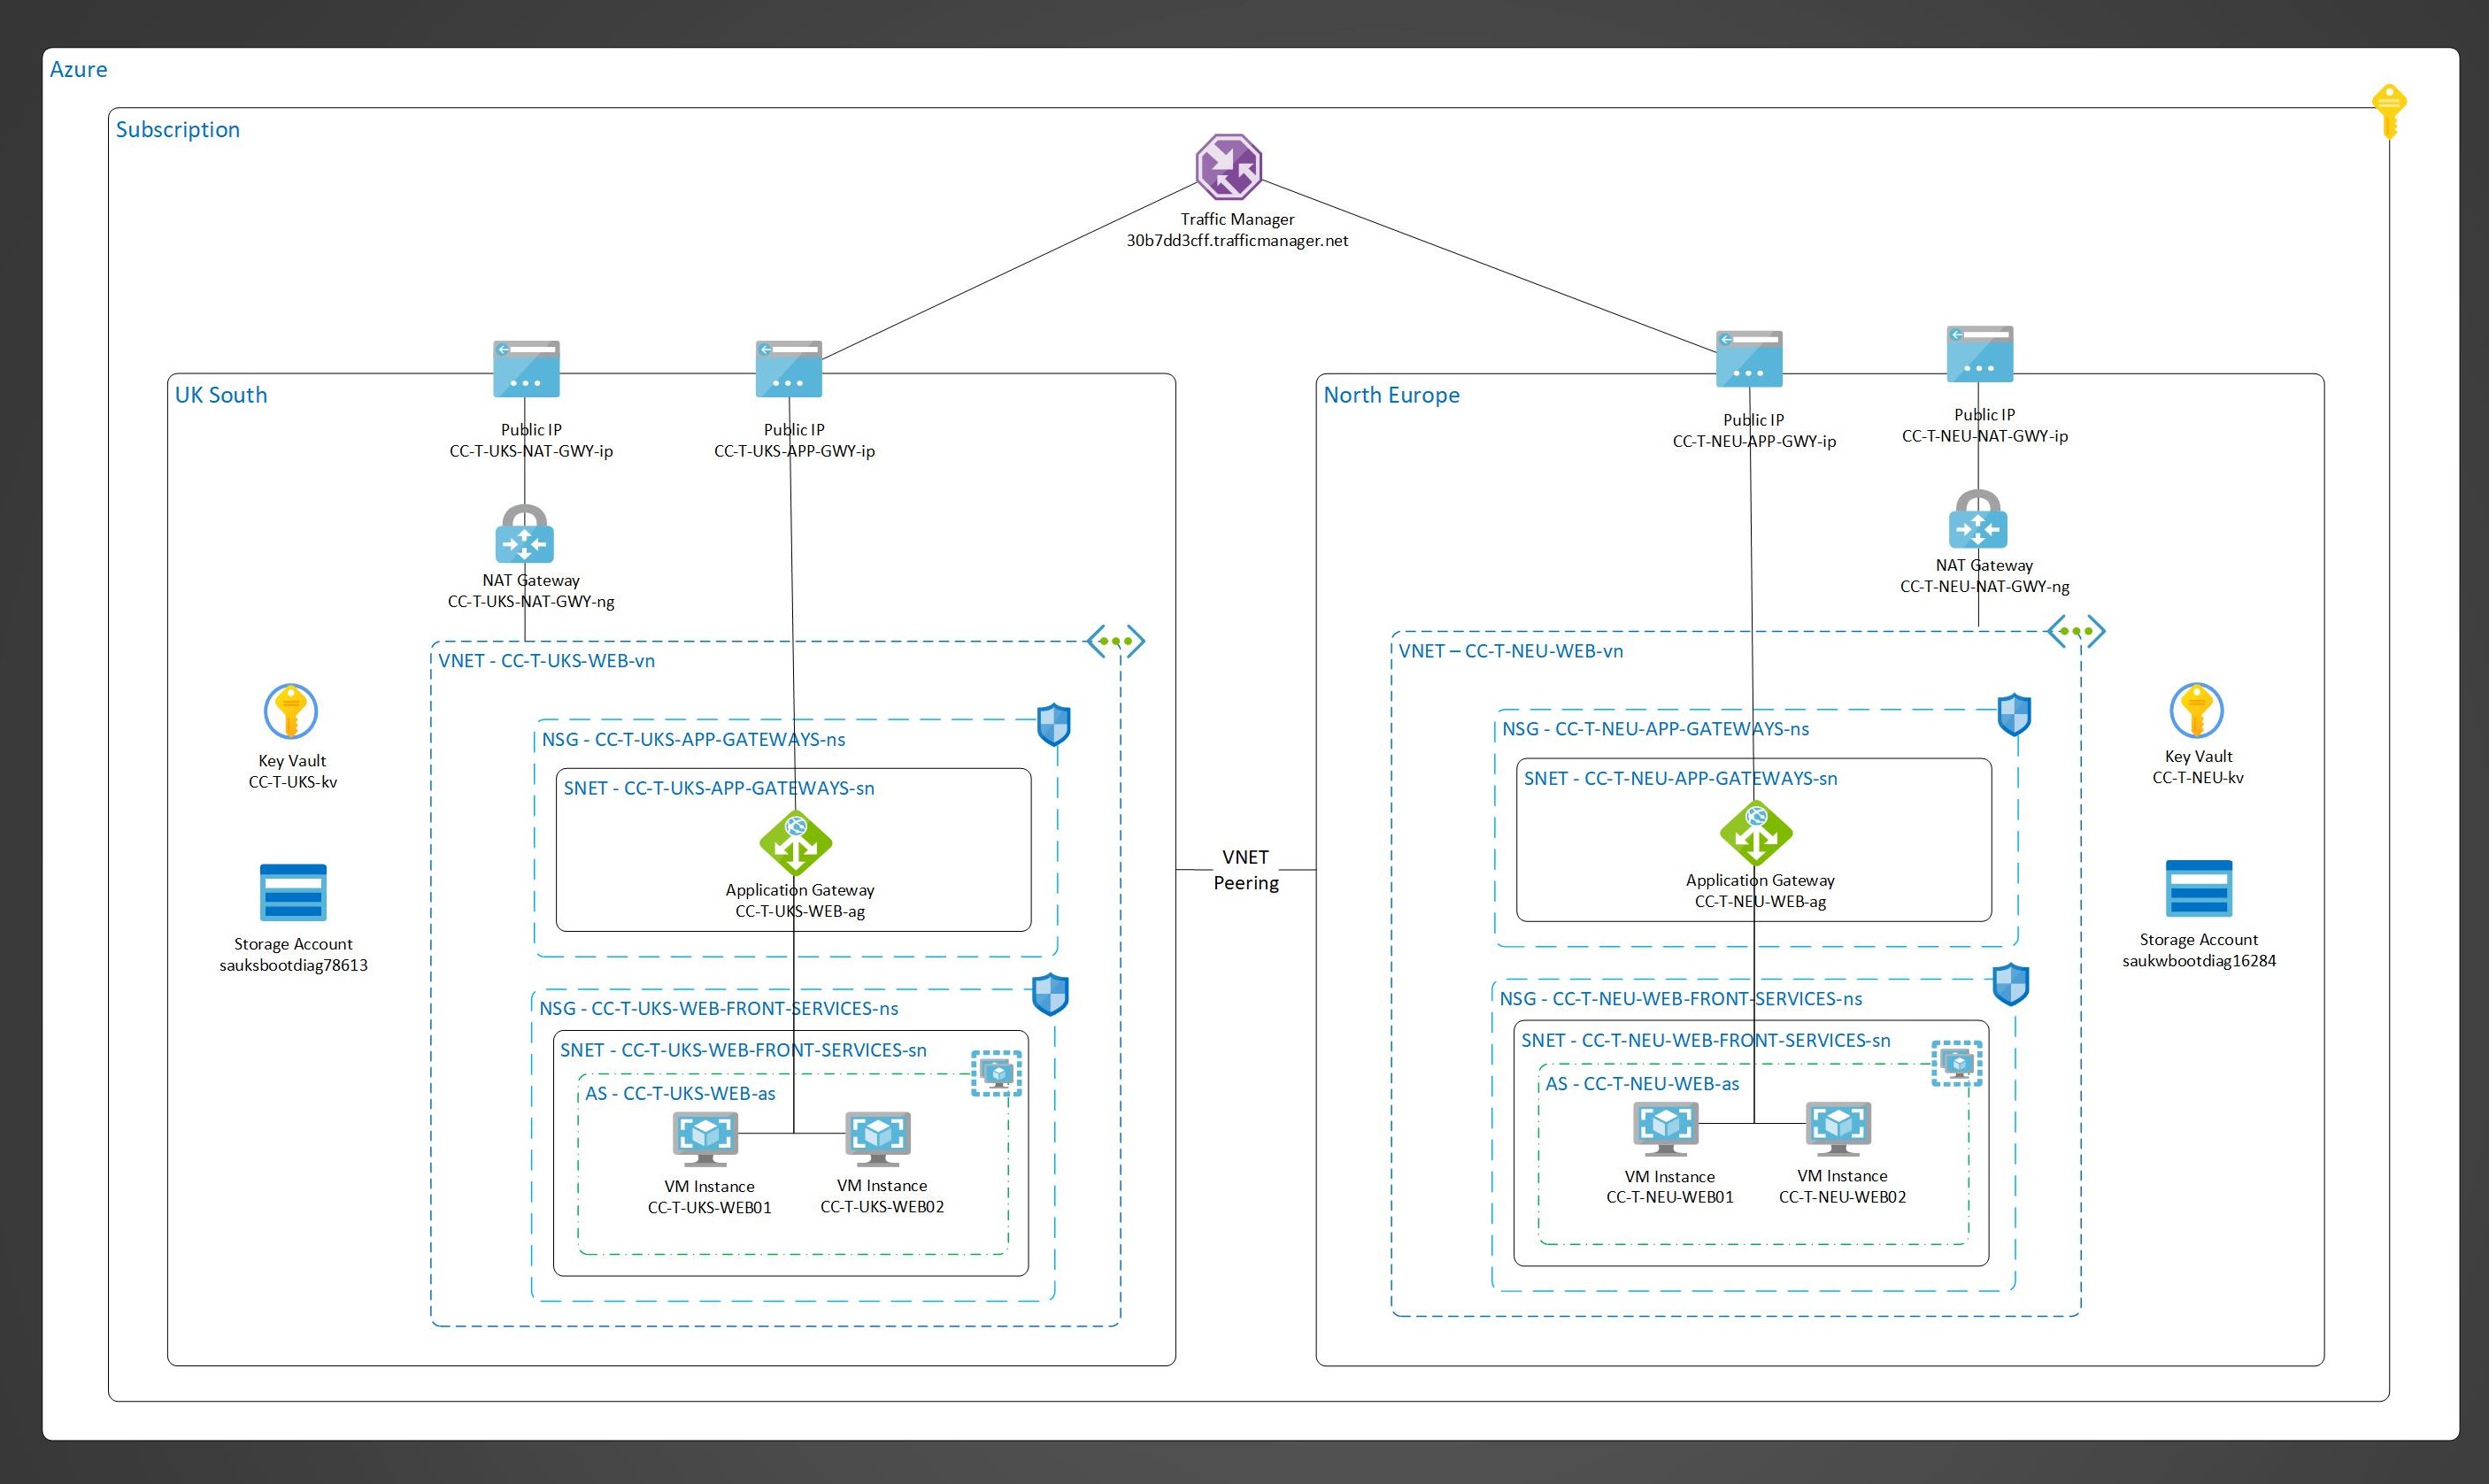 Azure
Subscription
Traffic Manager
30b7dd3cff.trafficmanager.net
UK South
Public IP
CC-T-UKS-NAT-GWY-ip
Public IP
CC-T-UKS-APP-GWY-ip
NAT Gateway
CC-T-UKS-NAT-GWY-ng
VNET - CC-T-UKS-WEB-vn
Key Vault
CC-T-UKS-kv
Storage Account
sauksbootdiag78613
NSG - CC-T-UKS-APP-GATEWAYS-ns
SNET - CC-T-UKS-APP-GATEWAYS-sn
Application Gateway
CC-T-UKS-WEB-ag
NSG - CC-T-UKS-WEB-FRONT-SERVICES-ns
SNET - CC-T-UKS-WEB-FRONT-SERVICES-sn
AS - CC-T-UKS-WEB-as
VM Instance
CC-T-UKS-WEB01
VM Instance
CC-T-UKS-WEB02
VNET
Peering
North Europe
Public IP
CC-T-NEU-APP-GWY-ip
Public IP
CC-T-NEU-NAT-GWY-ip
NAT Gateway
CC-T-NEU-NAT-GWY-ng
VNET – CC-T-NEU-WEB-vn
NSG - CC-T-NEU-APP-GATEWAYS-ns
SNET - CC-T-NEU-APP-GATEWAYS-sn
Application Gateway
CC-T-NEU-WEB-ag
NSG - CC-T-NEU-WEB-FRONT-SERVICES-ns
SNET - CC-T-NEU-WEB-FRONT-SERVICES-sn
AS - CC-T-NEU-WEB-as
VM Instance
CC-T-NEU-WEB01
VM Instance
CC-T-NEU-WEB02
Key Vault
CC-T-NEU-kv
Storage Account
saukwbootdiag16284